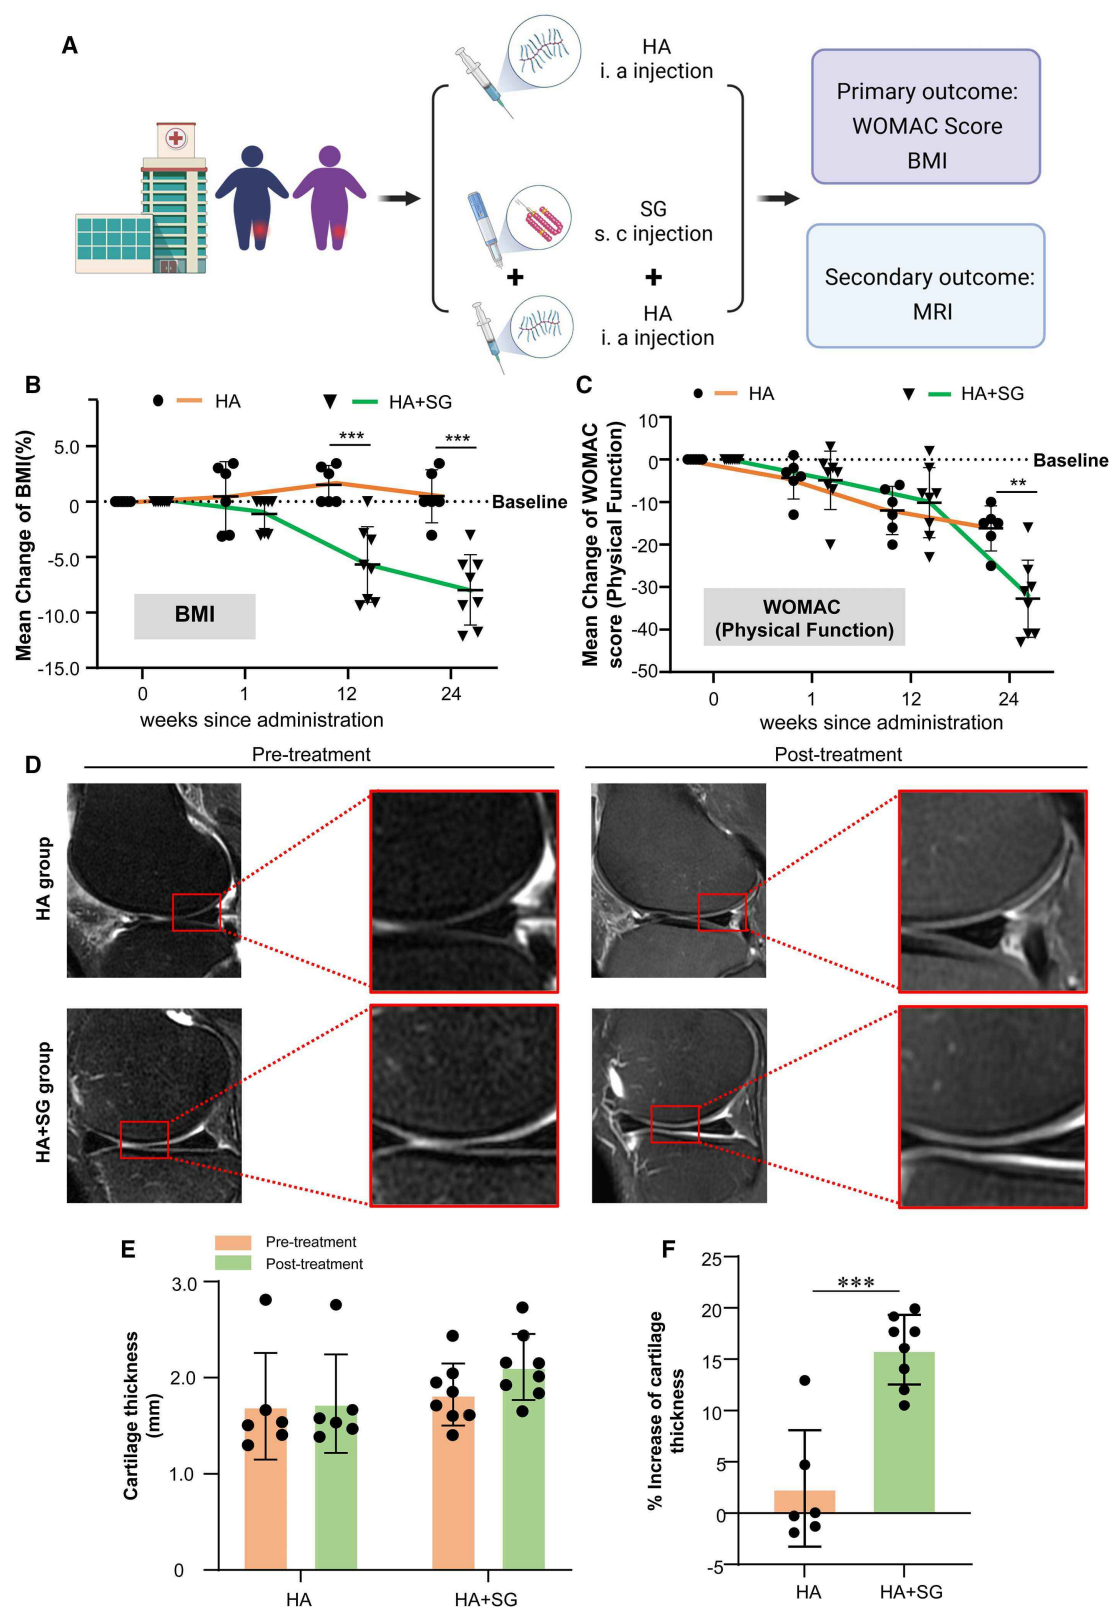 A
HA
i. a injection
SG
s. c injection
+ +
HA
i. a injection
Primary outcome:
WOMAC Score
BMI
Secondary outcome:
MRI
B
HA
HA+SG
Mean Change of BMI(%)
5.0
0
-5.0
-10.0
-15.0
***
***
Baseline
BMI
0 1 12 24
weeks since administration
C
HA
HA+SG
Mean Change of WOMAC
score (Physical Function)
10
0
-10
-20
-30
-40
-50
Baseline
**
WOMAC
(Physical Function)
0 1 12 24
weeks since administration
D
Pre-treatment
Post-treatment
HA group
HA+SG group
E
Pre-treatment
Post-treatment
Cartilage thickness
(mm)
3.0
2.0
1.0
0
HA HA+SG
F
% Increase of cartilage
thickness
25
20
15
10
5
0
-5
***
HA HA+SG